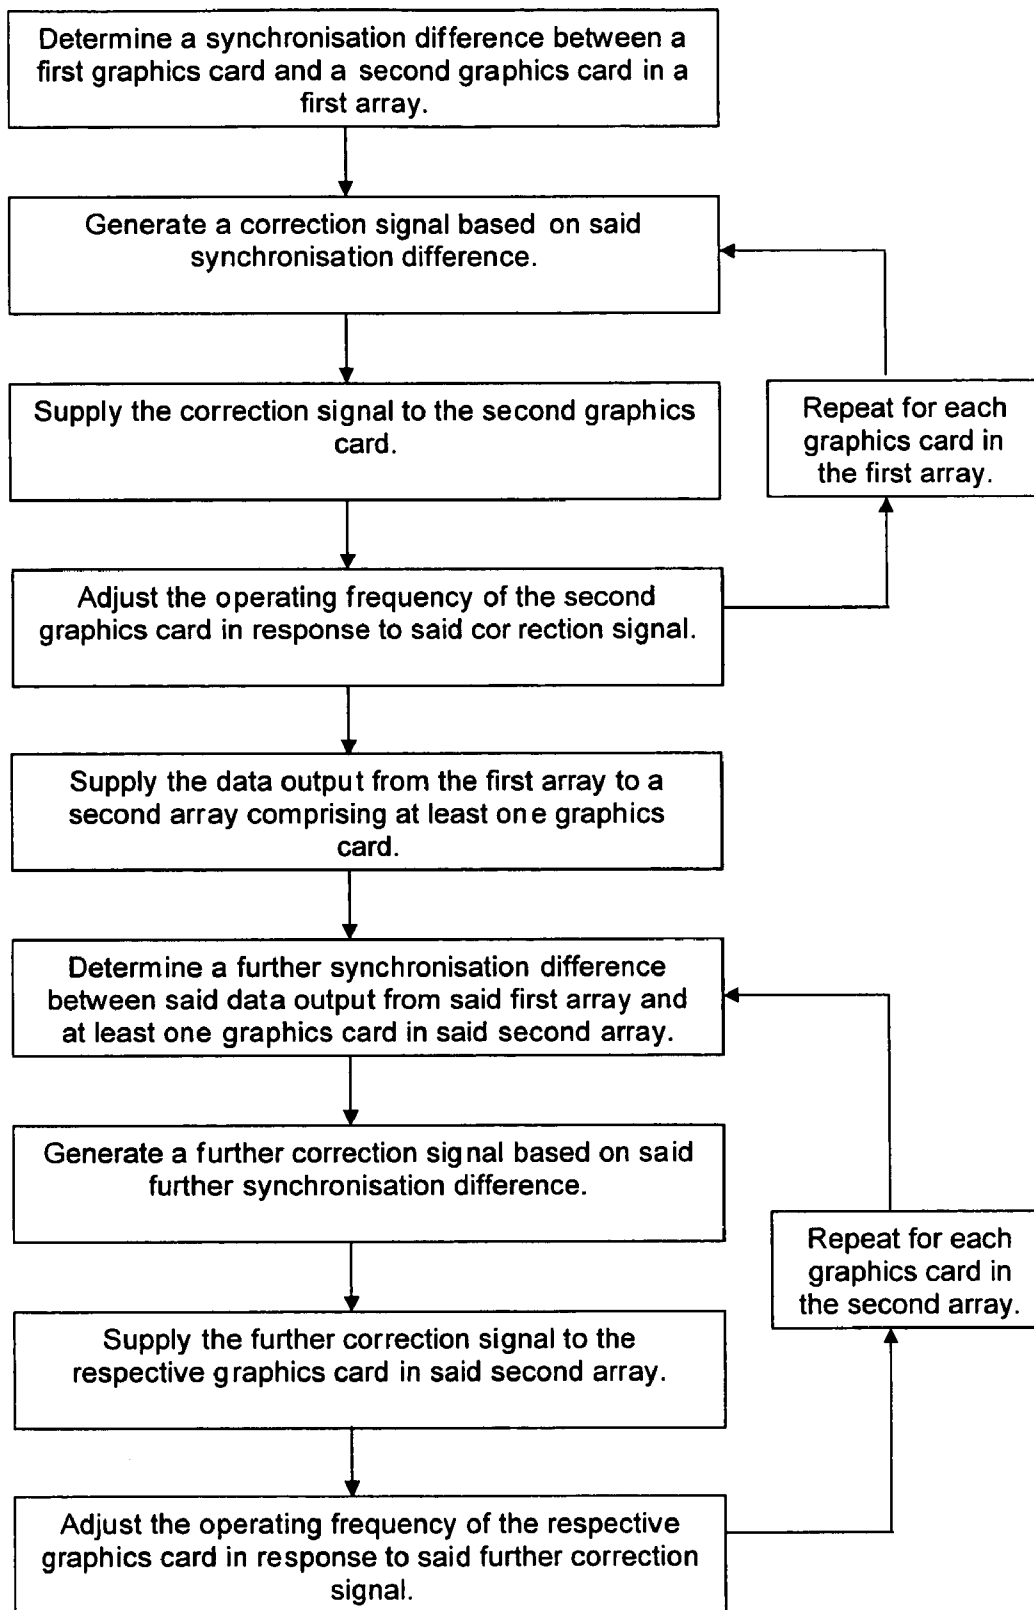 Determine a synchronisation difference between a
first graphics card and a second graphics card in a
first array.
Generate a correction signal based on said
synchronisation difference.
Supply the correction signal to the second graphics
card.
Repeat for each
graphics card in
the first array.
Adjust the operating frequency of the second
graphics card in response to said cor rection signal.
Supply the data output from the first array to a
second array comprising at least one graphics
card.
Determine a further synchronisation difference
between said data output from said first array and
at least one graphics card in said second array.
Generate a further correction signal based on said
further synchronisation difference.
Repeat for each
graphics card in
the second array.
Supply the further correction signal to the
respective graphics card in said second array.
Adjust the operating frequency of the respective
graphics card in response to said further correction
signal.